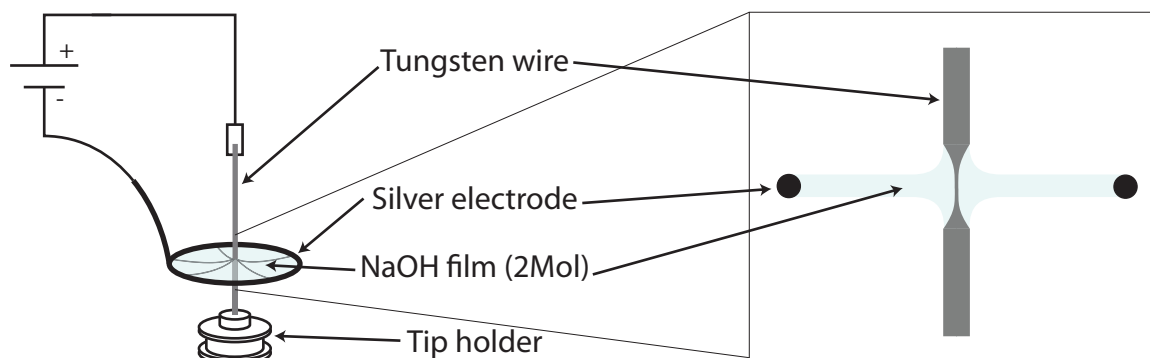 +
-
Tungsten wire
Silver electrode
NaOH film (2Mol)
Tip holder